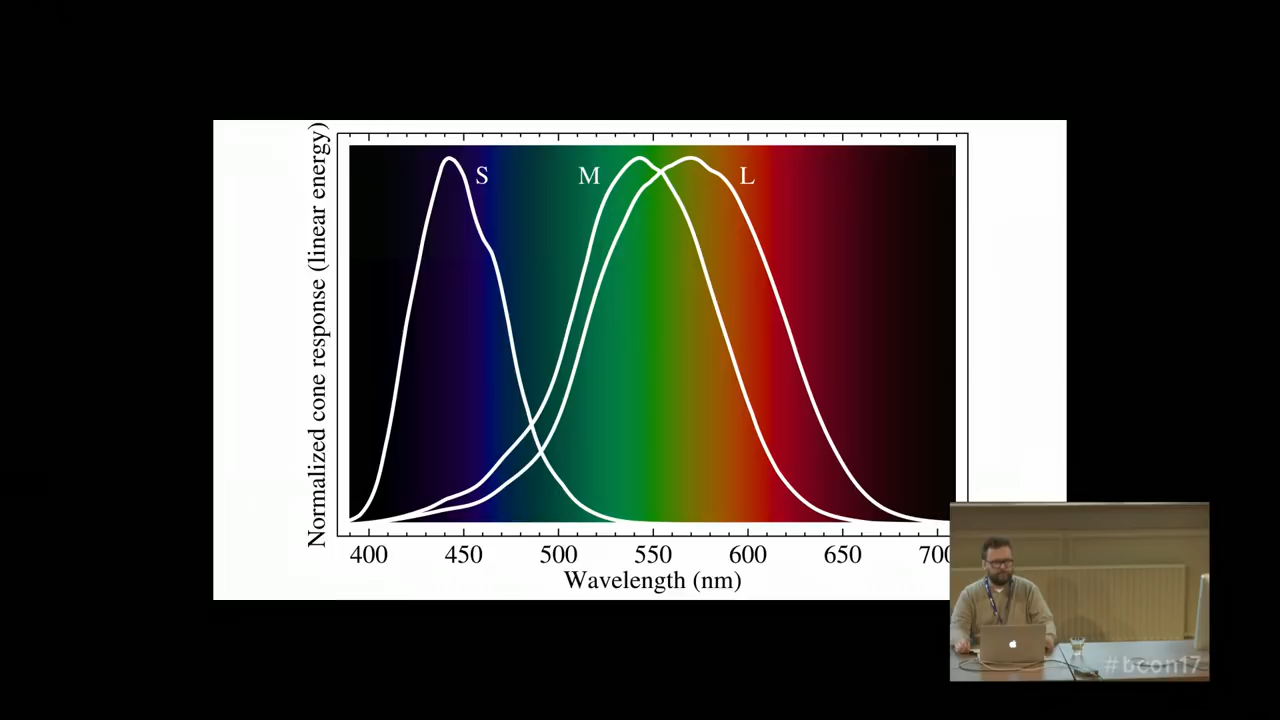 Normalized cone response (linear energy)
S
M
L
400 450 500 550 600 650 700
Wavelength (nm)
#bcon17